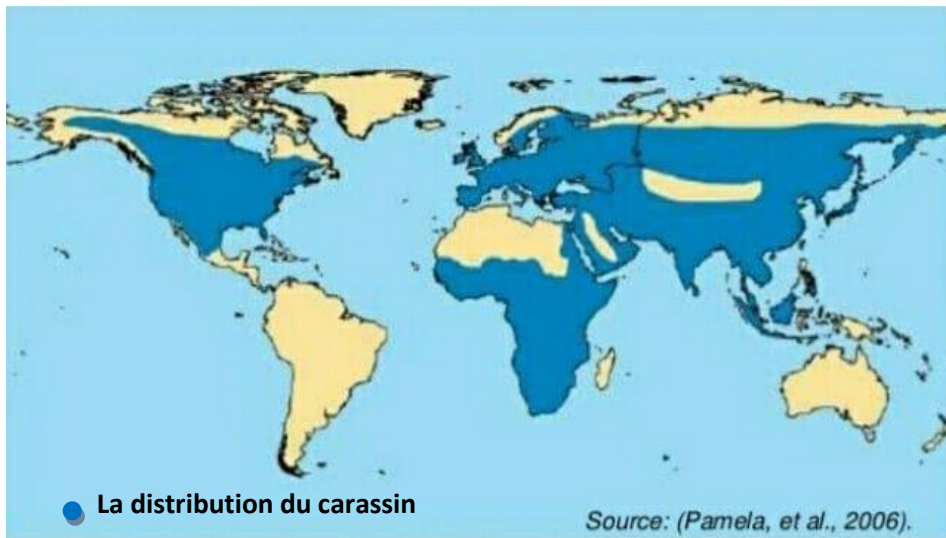 La distribution du carassin
Source: (Pamela, et al., 2006).